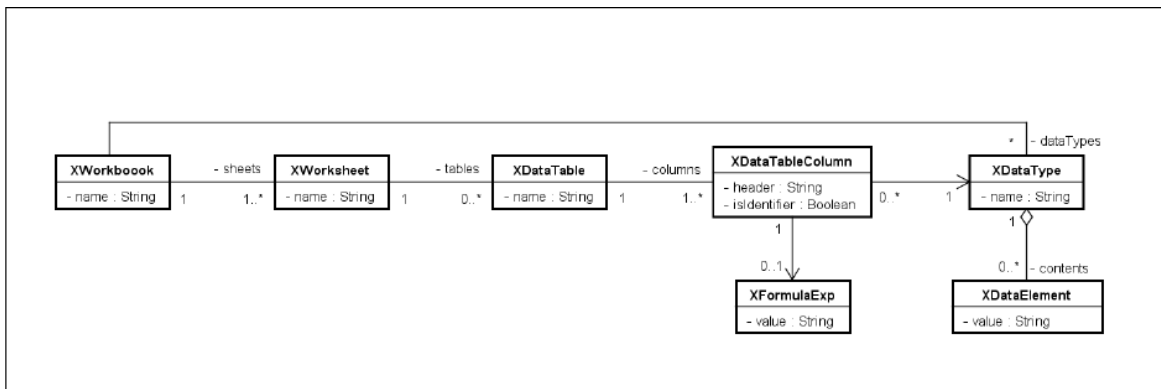 * - dataTypes
XWorkboook
- name : String
- sheets
1 1..*
XWorksheet
- name : String
- tables
1 0..*
XDataTable
- name : String
- columns
1 1..*
XDataTableColumn
- header : String
- isIdentifier : Boolean
0..* 1
XDataType
- name : String
1
0..1
XFormulaExp
- value : String
1
0..* - contents
XDataElement
- value : String